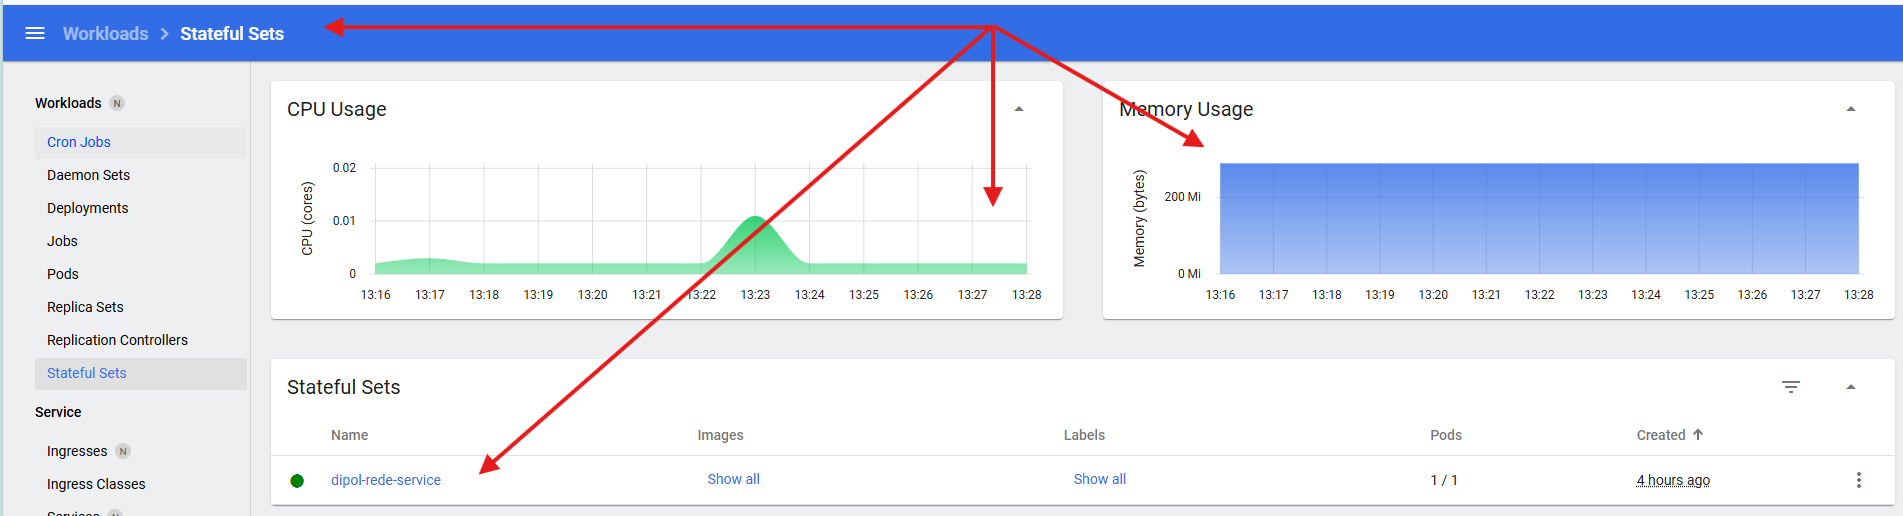 Workloads > Stateful Sets
Workloads N
Cron Jobs
Daemon Sets
Deployments
Jobs
Pods
Replica Sets
Replication Controllers
Stateful Sets
Service
Ingresses N
Ingress Classes
Services N
CPU Usage
CPU (cores)
0.02
0.01
0
13:16 13:17 13:18 13:19 13:20 13:21 13:22 13:23 13:24 13:25 13:26 13:27 13:28
Memory Usage
Memory (bytes)
200 Mi
0 Mi
13:16 13:17 13:18 13:19 13:20 13:21 13:22 13:23 13:24 13:25 13:26 13:27 13:28
Stateful Sets
Name Images Labels Pods Created
dipol-rede-service Show all Show all 1 / 1 4 hours ago